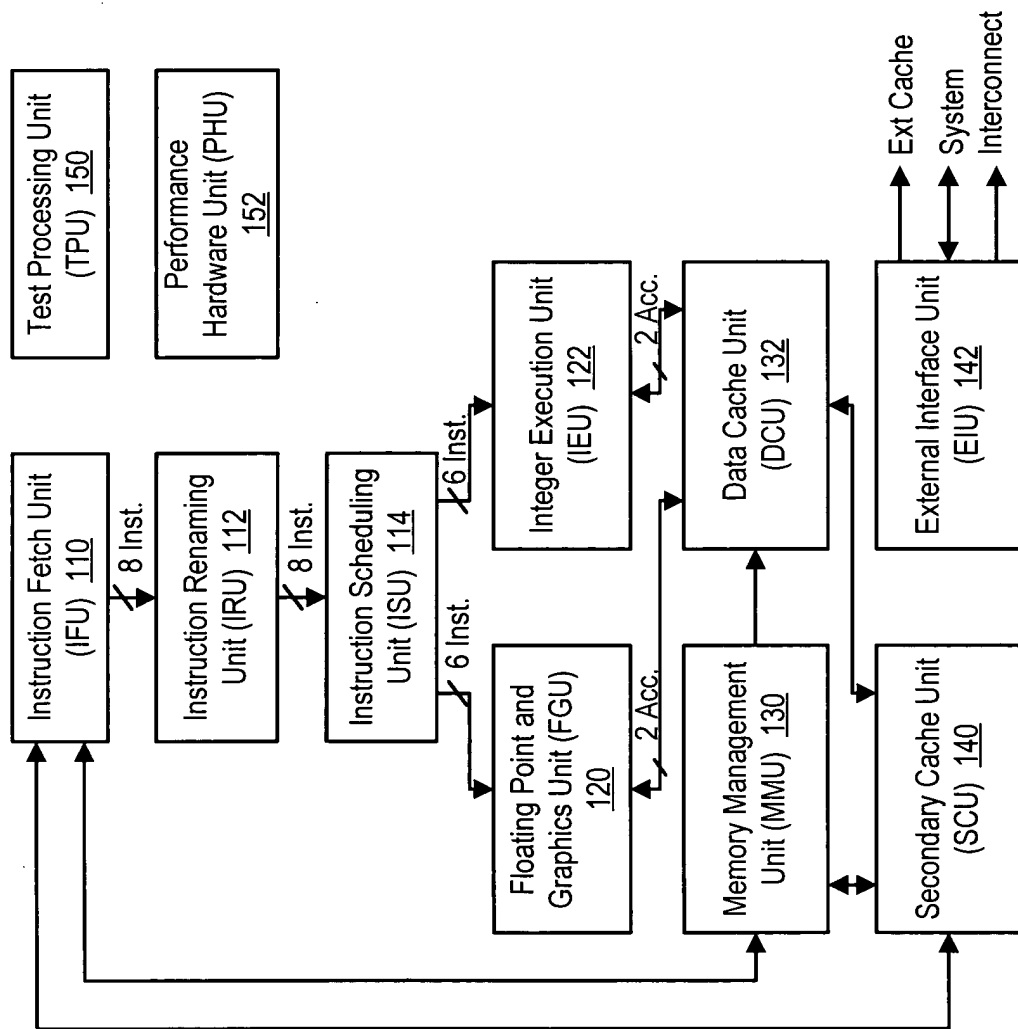 Instruction Fetch Unit
(IFU) 110
8 Inst.
Instruction Renaming
Unit (IRU) 112
8 Inst.
Instruction Scheduling
Unit (ISU) 114
6 Inst.
6 Inst.
Floating Point and
Graphics Unit (FGU)
120
Integer Execution Unit
(IEU) 122
2 Acc.
2 Acc.
Memory Management
Unit (MMU) 130
Data Cache Unit
(DCU) 132
Secondary Cache Unit
(SCU) 140
External Interface Unit
(EIU) 142
Ext Cache
System
Interconnect
Test Processing Unit
(TPU) 150
Performance
Hardware Unit (PHU)
152